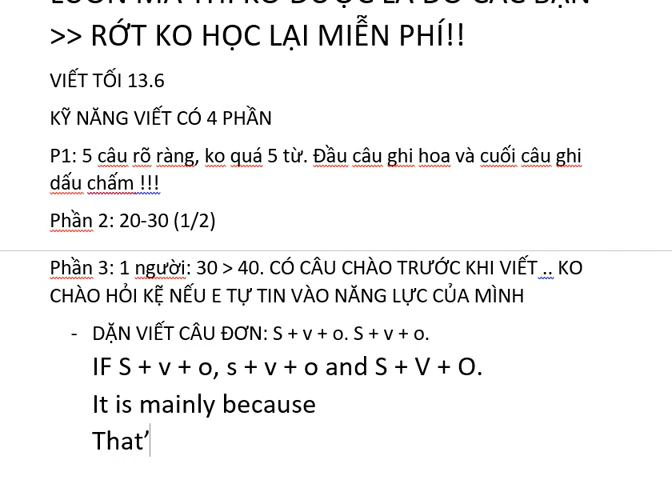 >> RỚT KO HỌC LẠI MIỄN PHÍ!!
VIẾT TỐI 13.6
KỸ NĂNG VIẾT CÓ 4 PHẦN
P1: 5 câu rõ ràng, ko quá 5 từ. Đầu câu ghi hoa và cuối câu ghi
dấu chấm !!!
Phần 2: 20-30 (1/2)
Phần 3: 1 người: 30 > 40. CÓ CÂU CHÀO TRƯỚC KHI VIẾT .. KO
CHÀO HỎI KỆ NẾU E TỰ TIN VÀO NĂNG LỰC CỦA MÌNH
- DẶN VIẾT CÂU ĐƠN: S + v + o. S + v + o.
IF S + v + o, s + v + o and S + V + O.
It is mainly because
That’